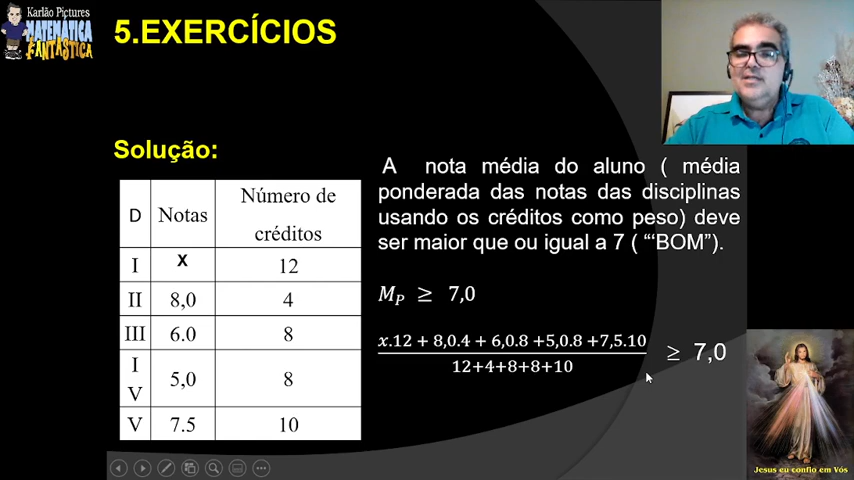 Karlão Pictures
MATEMÁTICA
FANTÁSTICA
5.EXERCÍCIOS
Solução:
D Notas Número de créditos
I X 12
II 8,0 4
III 6.0 8
I V 5,0 8
V 7.5 10
A nota média do aluno ( média
ponderada das notas das disciplinas
usando os créditos como peso) deve
ser maior que ou igual a 7 ( “‘BOM”).
M_P ≥ 7,0
x.12 + 8,0.4 + 6,0.8 +5,0.8 +7,5.10
12+4+8+8+10
≥ 7,0
Jesus eu confio em Vós